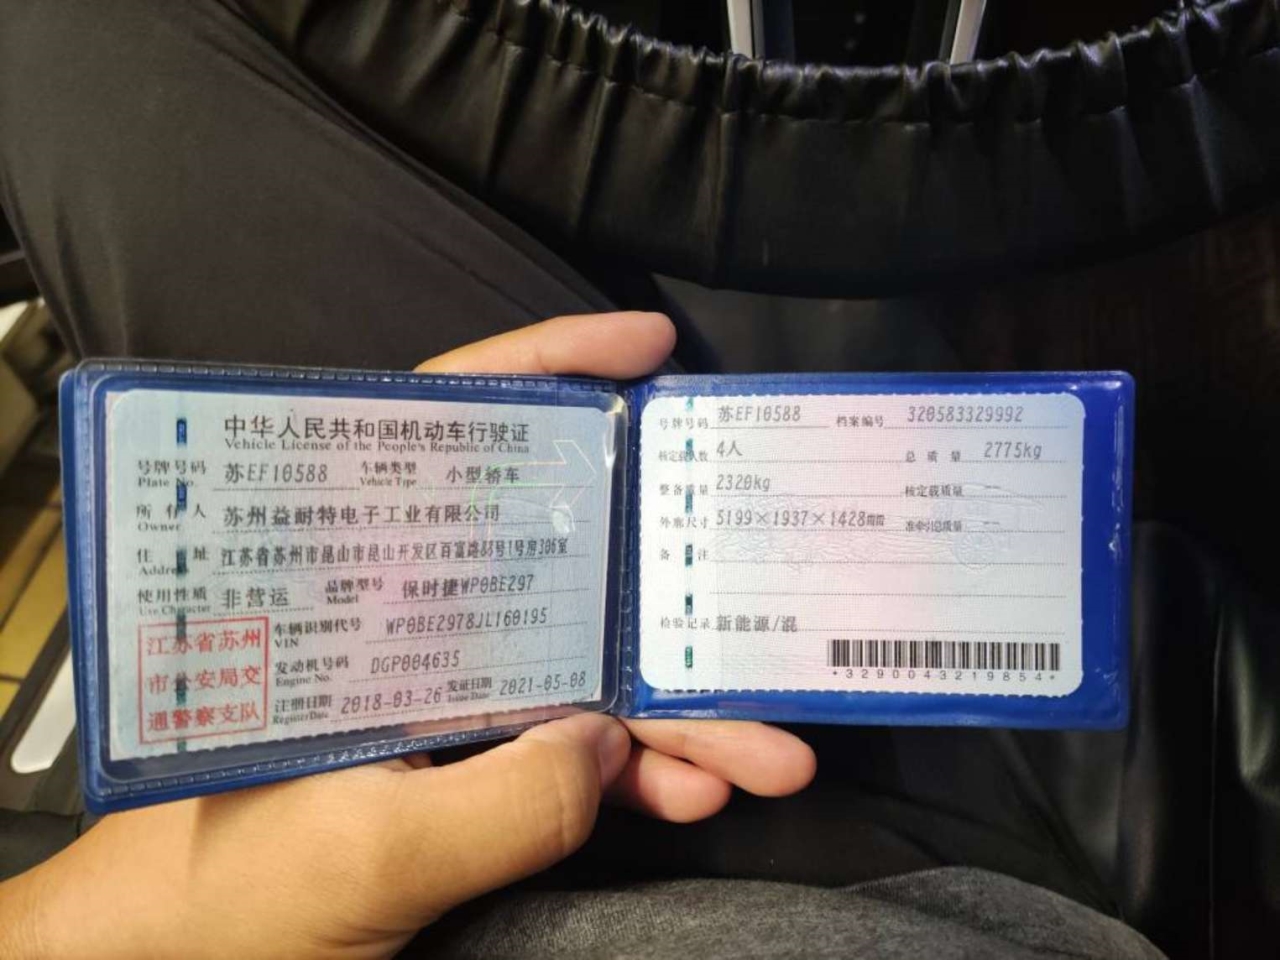 中华人民共和国机动车行驶证
Vehicle License of the People's Republic of China
号牌号码 苏EF10588 车辆类型 小型轿车
Plate No. Vehicle Type
所有人 苏州益耐特电子工业有限公司
Owner
住址 江苏省苏州市昆山市昆山开发区百富路88号1号房306室
Address
使用性质 非营运 品牌型号 保时捷WP0BE297
Use Character Model
江苏省苏州
市公安局交
通警察支队
车辆识别代号 WP0BE2978JL160195
VIN
发动机号码 DGP004635
Engine No.
注册日期 2018-03-26 发证日期 2021-05-08
Register Date Issue Date
号牌号码 苏EF10588 档案编号 320583329992
核定载人数 4人 总质量 2775kg
整备质量 2320kg 核定载质量 --
外廓尺寸 5199×1937×1428mm 准牵引总质量 --
备注
检验记录 新能源/混
*3290043219854*